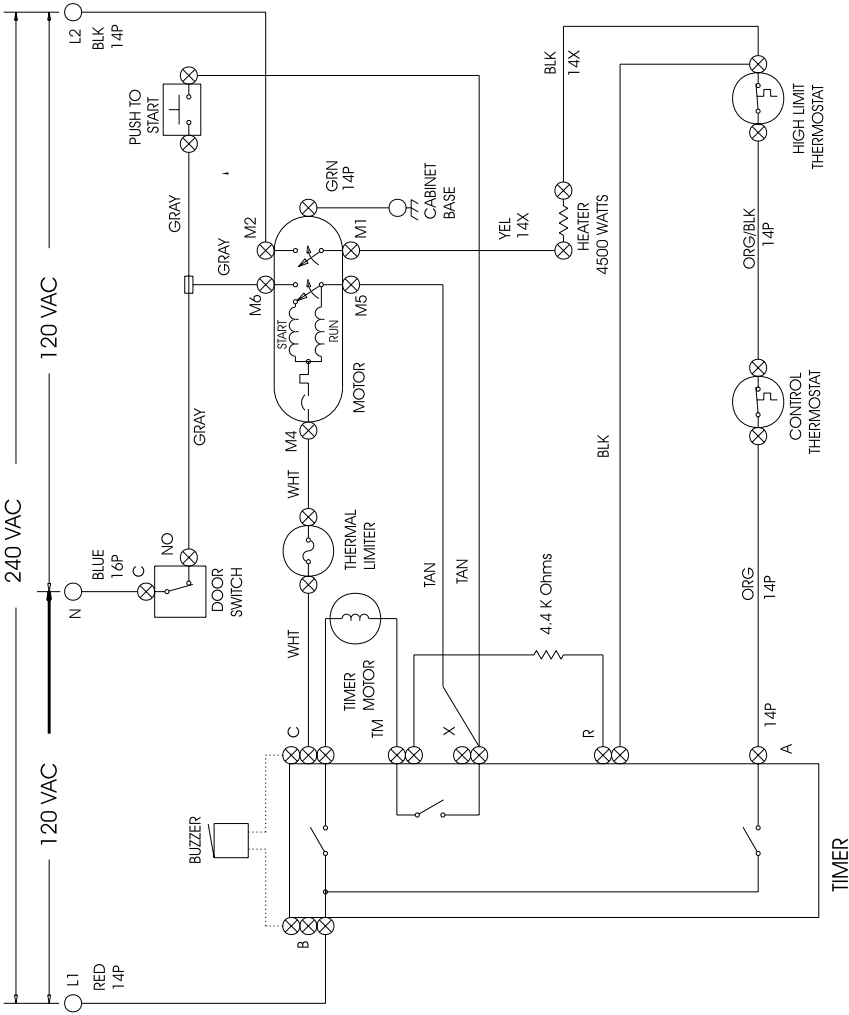 240 VAC
120 VAC
120 VAC
L1
RED
14P
N
BLUE
16P
L2
BLK
14P
C
NO
DOOR
SWITCH
GRAY
GRAY
PUSH TO
START
BUZZER
B
C
WHT
THERMAL
LIMITER
WHT
M4
MOTOR
START
RUN
M6
GRAY
M2
M5
M1
GRN
14P
CABINET
BASE
TIMER
MOTOR
TM
TAN
X
TAN
4.4 K Ohms
R
BLK
YEL
14X
HEATER
4500 WATTS
BLK
14X
A
14P
ORG
14P
CONTROL
THERMOSTAT
ORG/BLK
14P
HIGH LIMIT
THERMOSTAT
TIMER